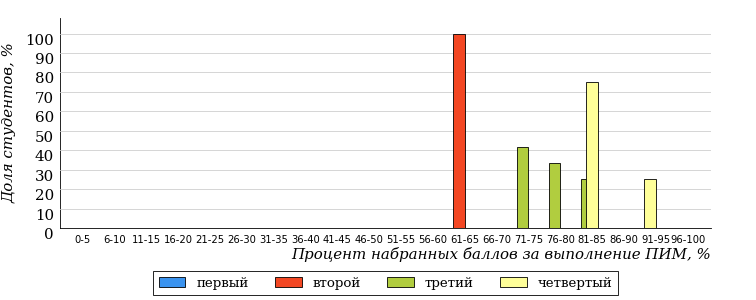 Доля студентов, %
100
90
80
70
60
50
40
30
20
10
0
0-5 6-10 11-15 16-20 21-25 26-30 31-35 36-40 41-45 46-50 51-55 56-60 61-65 66-70 71-75 76-80 81-85 86-90 91-95 96-100
Процент набранных баллов за выполнение ПИМ, %
первый второй третий четвертый